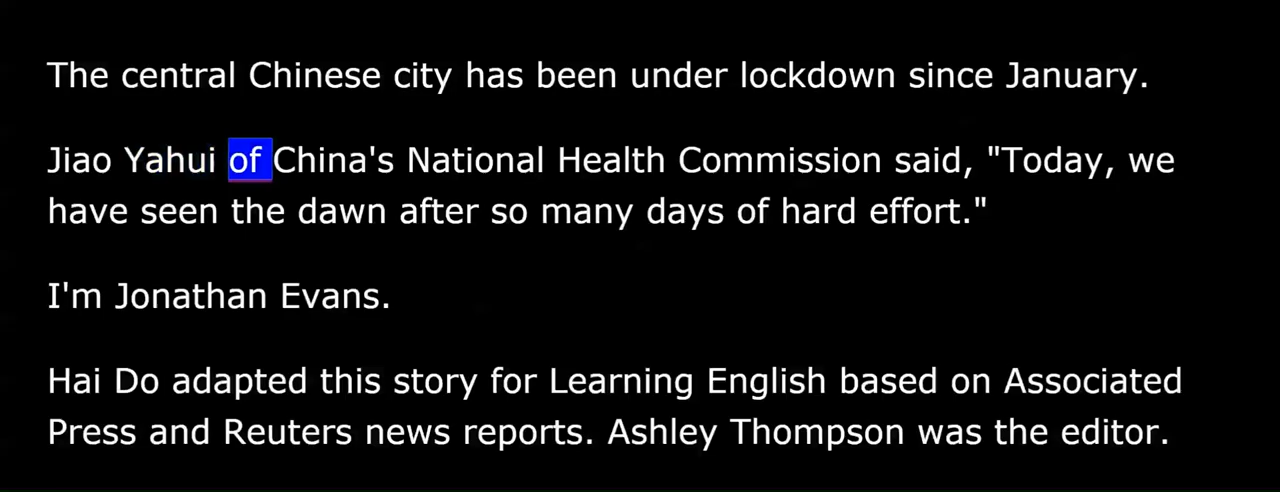 The central Chinese city has been under lockdown since January.
Jiao Yahui of China's National Health Commission said, "Today, we
have seen the dawn after so many days of hard effort."
I'm Jonathan Evans.
Hai Do adapted this story for Learning English based on Associated
Press and Reuters news reports. Ashley Thompson was the editor.